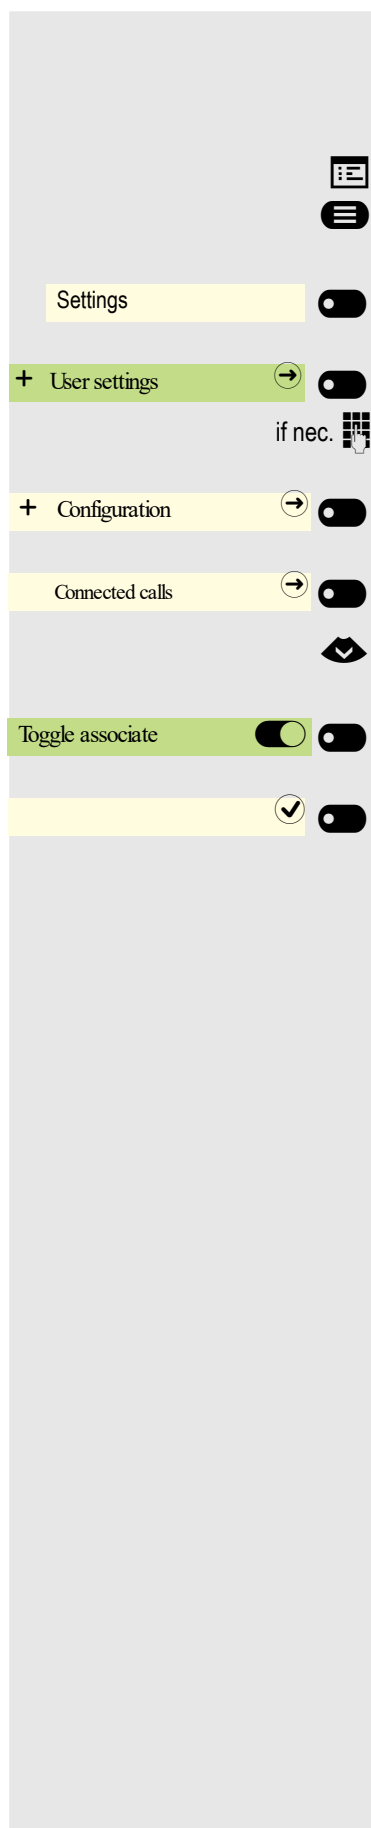 Settings
+ User settings
if nec.
+ Configuration
Connected calls
Toggle associate